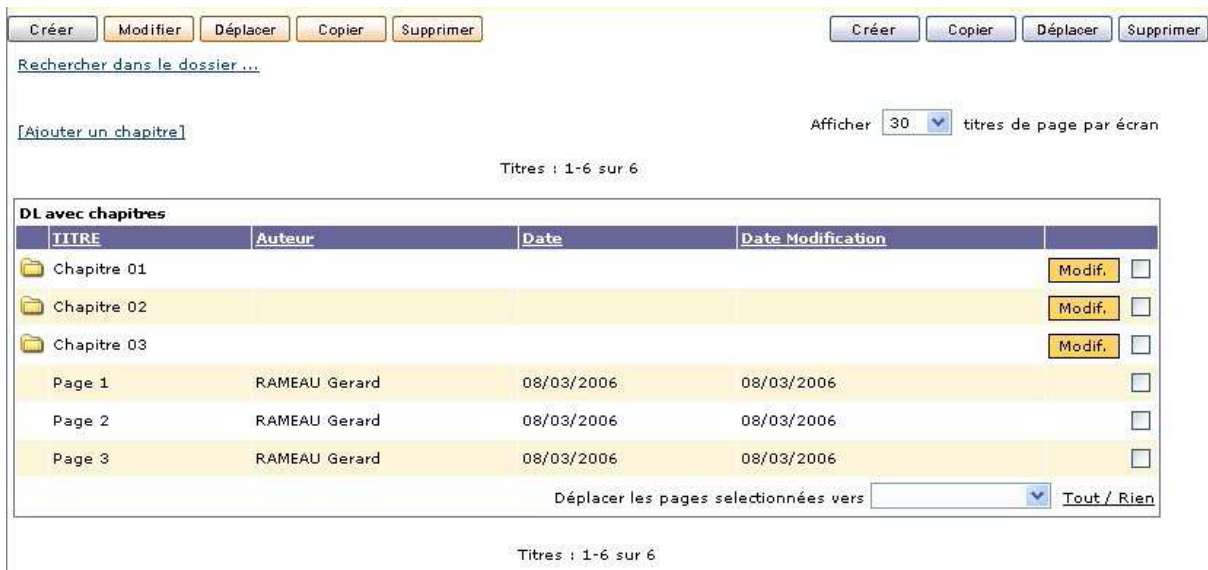 Créer Modifier Déplacer Copier Supprimer Créer Copier Déplacer Supprimer
Rechercher dans le dossier ...
[Ajouter un chapitre] Afficher 30 titres de page par écran
Titres : 1-6 sur 6
DL avec chapitres
TITRE Auteur Date Date Modification
Chapitre 01 Modif.
Chapitre 02 Modif.
Chapitre 03 Modif.
Page 1 RAMEAU Gerard 08/03/2006 08/03/2006
Page 2 RAMEAU Gerard 08/03/2006 08/03/2006
Page 3 RAMEAU Gerard 08/03/2006 08/03/2006
Déplacer les pages selectionnées vers Tout / Rien
Titres : 1-6 sur 6